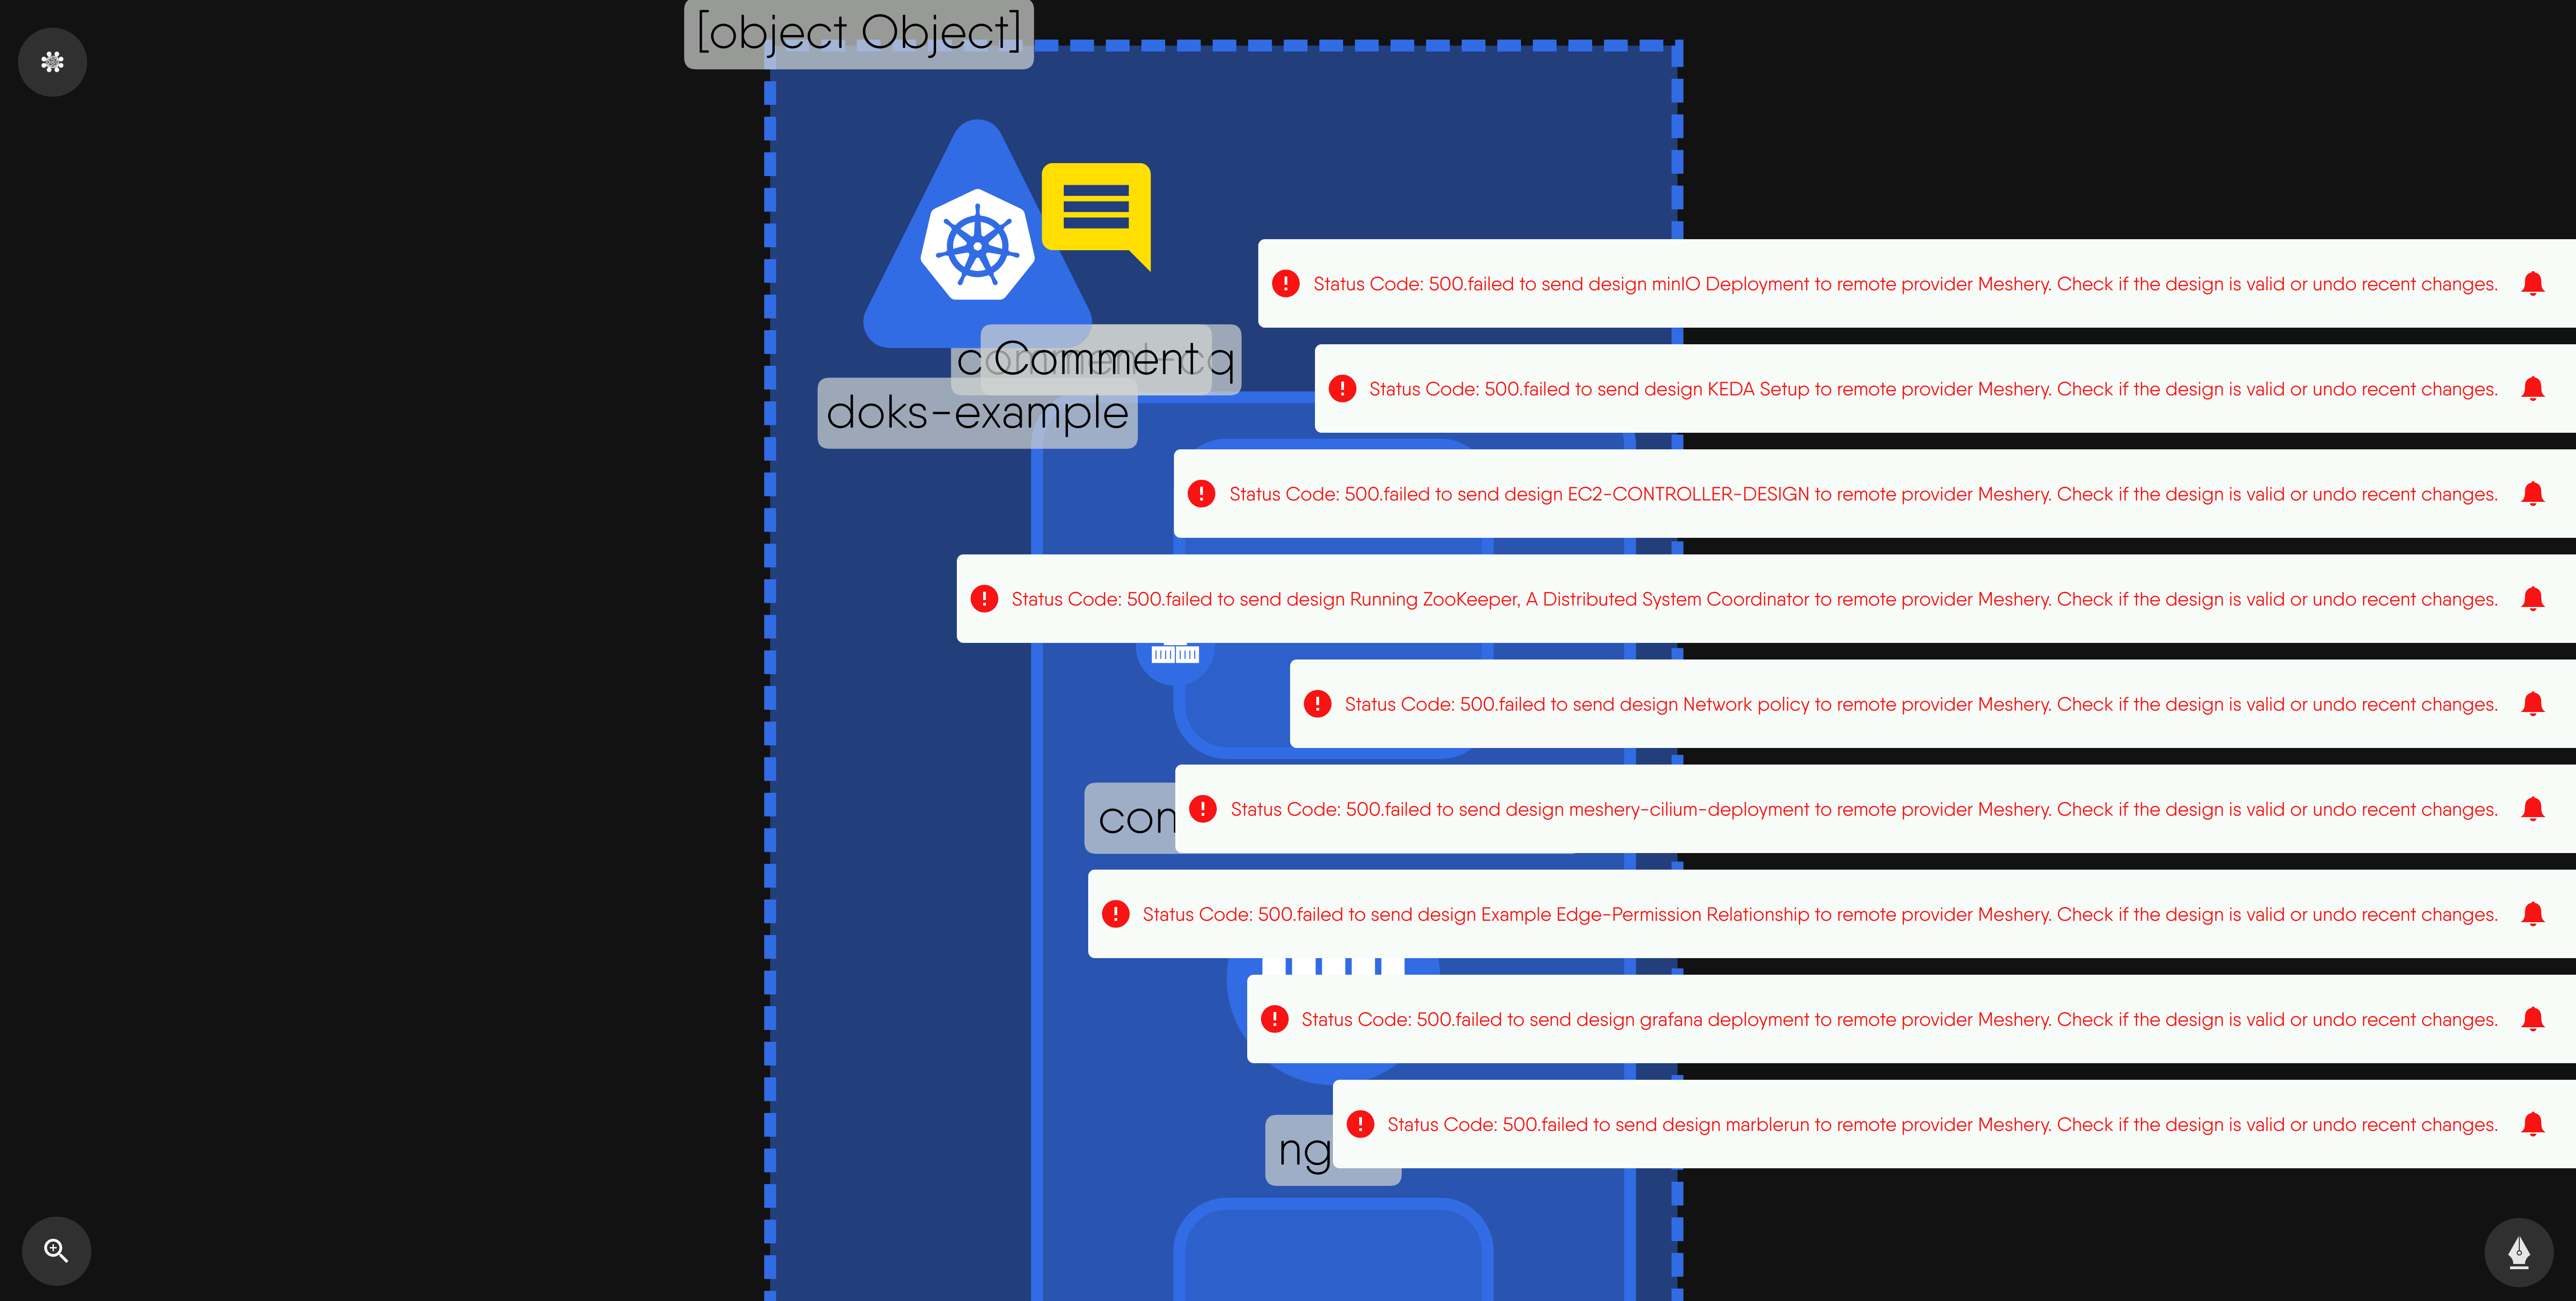 [object Object]
Comment
doks-example
Status Code: 500.failed to send design minIO Deployment to remote provider Meshery. Check if the design is valid or undo recent changes.
Status Code: 500.failed to send design KEDA Setup to remote provider Meshery. Check if the design is valid or undo recent changes.
Status Code: 500.failed to send design EC2-CONTROLLER-DESIGN to remote provider Meshery. Check if the design is valid or undo recent changes.
Status Code: 500.failed to send design Running ZooKeeper, A Distributed System Coordinator to remote provider Meshery. Check if the design is valid or undo recent changes.
Status Code: 500.failed to send design Network policy to remote provider Meshery. Check if the design is valid or undo recent changes.
con
Status Code: 500.failed to send design meshery-cilium-deployment to remote provider Meshery. Check if the design is valid or undo recent changes.
Status Code: 500.failed to send design Example Edge-Permission Relationship to remote provider Meshery. Check if the design is valid or undo recent changes.
Status Code: 500.failed to send design grafana deployment to remote provider Meshery. Check if the design is valid or undo recent changes.
Status Code: 500.failed to send design marblerun to remote provider Meshery. Check if the design is valid or undo recent changes.
ng